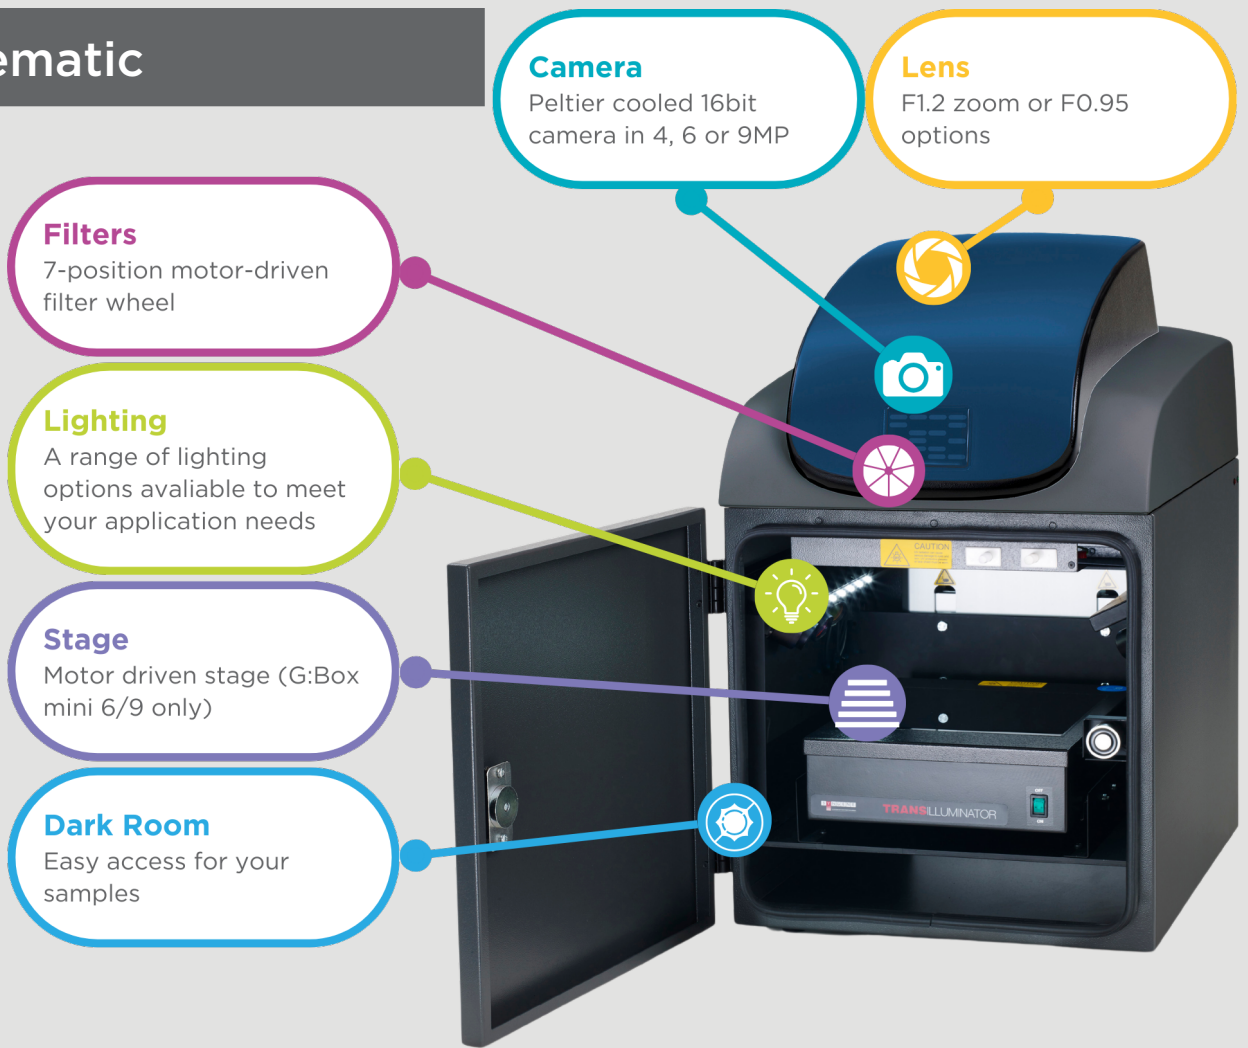 ematic
Camera
Peltier cooled 16bit
camera in 4, 6 or 9MP
Lens
F1.2 zoom or F0.95
options
Filters
7-position motor-driven
filter wheel
Lighting
A range of lighting
options avaliable to meet
your application needs
Stage
Motor driven stage (G:Box
mini 6/9 only)
Dark Room
Easy access for your
samples
CAUTION
TRANSILLUMINATOR